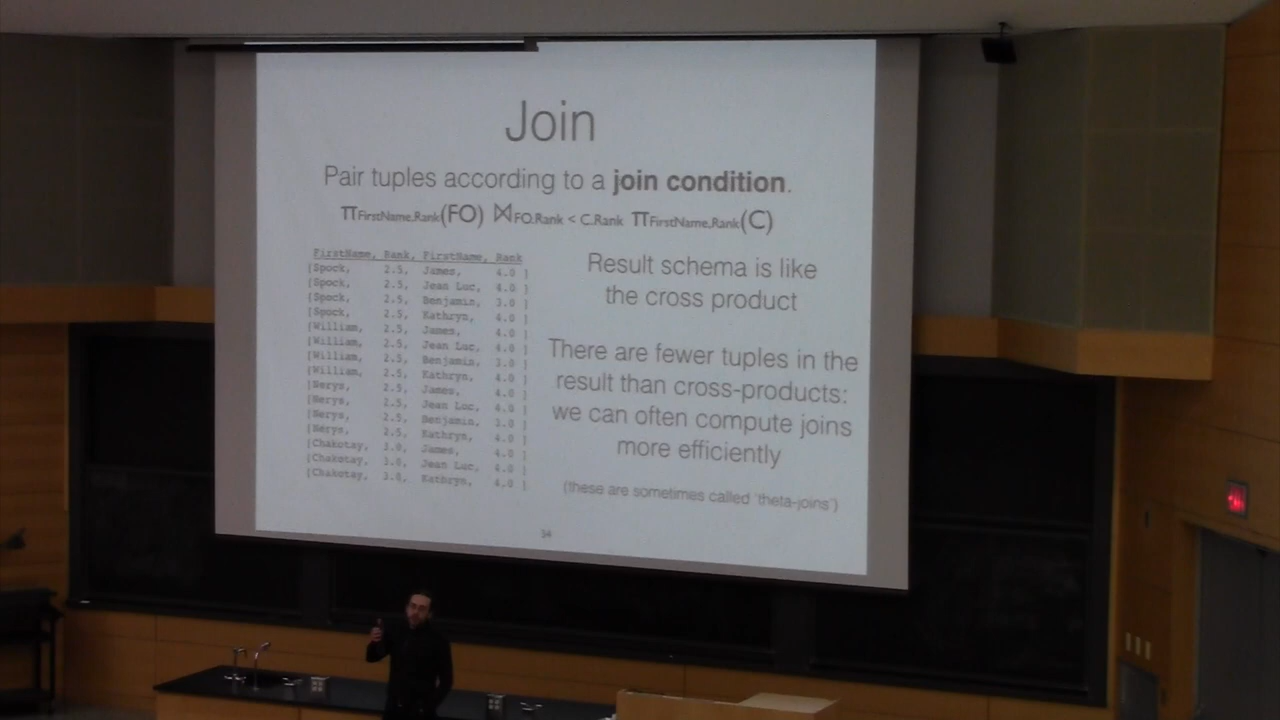 Join
Pair tuples according to a join condition.
πFirstName,Rank(FO) ⋈FO.Rank < C.Rank πFirstName,Rank(C)
FirstName, Rank, FirstName, Rank
[Spock, 2.5, James, 4.0 ]
[Spock, 2.5, Jean Luc, 4.0 ]
[Spock, 2.5, Benjamin, 3.0 ]
[Spock, 2.5, Kathryn, 4.0 ]
[William, 2.5, James, 4.0 ]
[William, 2.5, Jean Luc, 4.0 ]
[William, 2.5, Benjamin, 3.0 ]
[William, 2.5, Kathryn, 4.0 ]
[Nerys, 2.5, James, 4.0 ]
[Nerys, 2.5, Jean Luc, 4.0 ]
[Nerys, 2.5, Benjamin, 3.0 ]
[Nerys, 2.5, Kathryn, 4.0 ]
[Chakotay, 3.0, James, 4.0 ]
[Chakotay, 3.0, Jean Luc, 4.0 ]
[Chakotay, 3.0, Kathryn, 4.0 ]
Result schema is like
the cross product
There are fewer tuples in the
result than cross-products:
we can often compute joins
more efficiently
(these are sometimes called 'theta-joins')
34